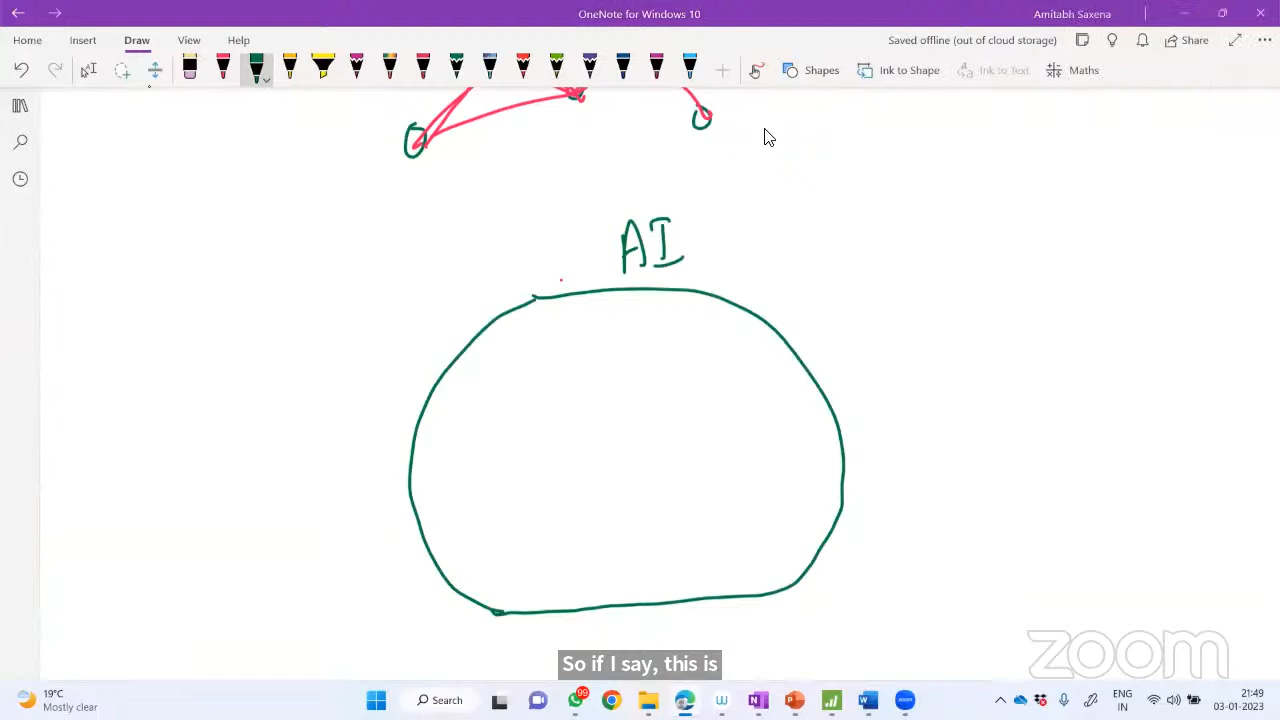 OneNote for Windows 10
Amitabh Saxena
Home Insert Draw View Help
Saved offline (out of cloud storage)
Share
Shapes
Ink to Shape
Ink to Text
Maths
AI
zoom
So if I say, this is
19°C
Mostly clear
Search
99
ENG
IN
21:49
03-01-2023